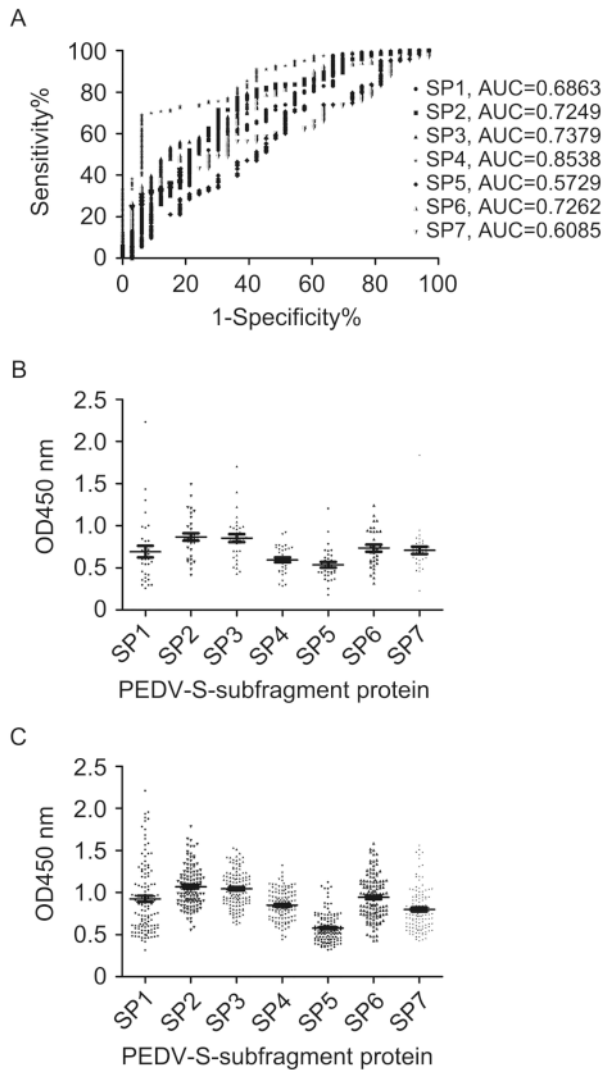 A
Sensitivity%
100
80
60
40
20
0
0 20 40 60 80 100
1-Specificity%
SP1, AUC=0.6863
SP2, AUC=0.7249
SP3, AUC=0.7379
SP4, AUC=0.8538
SP5, AUC=0.5729
SP6, AUC=0.7262
SP7, AUC=0.6085
B
OD450 nm
2.5
2.0
1.5
1.0
0.5
0
SP1 SP2 SP3 SP4 SP5 SP6 SP7
PEDV-S-subfragment protein
C
OD450 nm
2.5
2.0
1.5
1.0
0.5
0
SP1 SP2 SP3 SP4 SP5 SP6 SP7
PEDV-S-subfragment protein